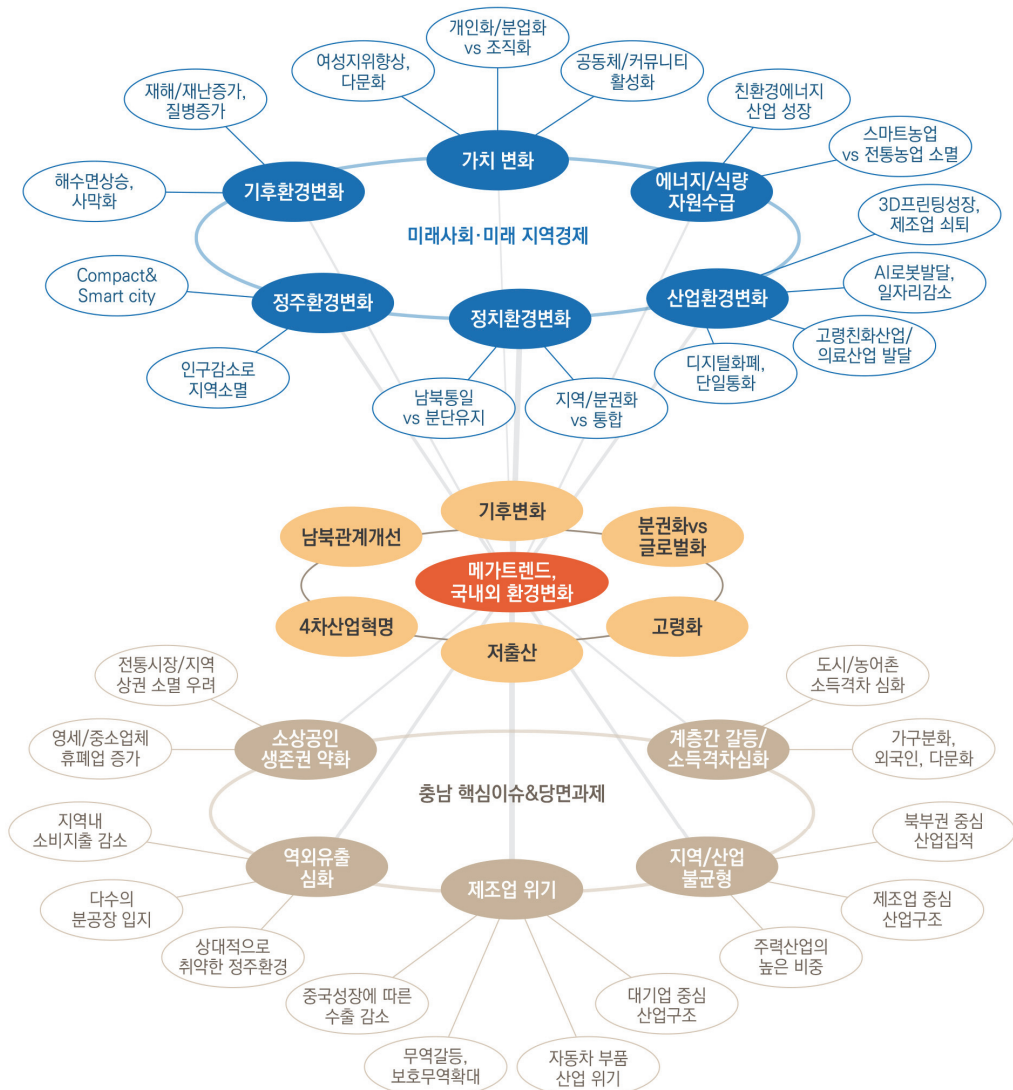 개인화/분업화
vs 조직화
여성지위향상,
다문화
공동체/커뮤니티
활성화
재해/재난증가,
질병증가
친환경에너지
산업 성장
스마트농업
vs 전통농업 소멸
가치 변화
기후환경변화
에너지/식량
자원수급
해수면상승,
사막화
3D프린팅성장,
제조업 쇠퇴
미래사회·미래 지역경제
Compact&
Smart city
AI로봇발달,
일자리감소
정주환경변화
정치환경변화
산업환경변화
고령친화산업/
의료산업 발달
인구감소로
지역소멸
디지털화폐,
단일통화
남북통일
vs 분단유지
지역/분권화
vs 통합
기후변화
남북관계개선
분권화vs
글로벌화
메가트렌드,
국내외 환경변화
4차산업혁명
고령화
저출산
전통시장/지역
상권 소멸 우려
도시/농어촌
소득격차 심화
영세/중소업체
휴폐업 증가
소상공인
생존권 약화
계층간 갈등/
소득격차심화
가구분화,
외국인, 다문화
충남 핵심이슈&당면과제
지역내
소비지출 감소
북부권 중심
산업집적
역외유출
심화
제조업 위기
지역/산업
불균형
다수의
분공장 입지
제조업 중심
산업구조
상대적으로
취약한 정주환경
주력산업의
높은 비중
중국성장에 따른
수출 감소
대기업 중심
산업구조
무역갈등,
보호무역확대
자동차 부품
산업 위기